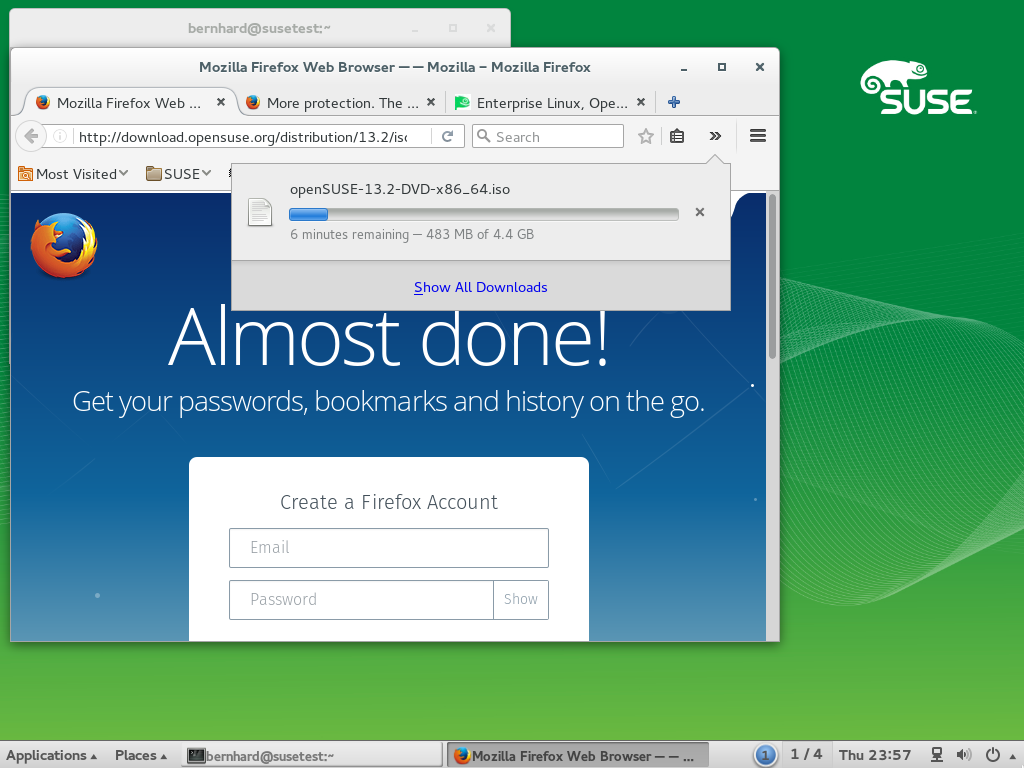 bernhard@susetest:~
Mozilla Firefox Web Browser — — Mozilla – Mozilla Firefox
Mozilla Firefox Web ...
More protection. The ...
Enterprise Linux, Ope...
http://download.opensuse.org/distribution/13.2/iso
Search
Most Visited
SUSE
openSUSE-13.2-DVD-x86_64.iso
6 minutes remaining — 483 MB of 4.4 GB
Show All Downloads
Almost done!
Get your passwords, bookmarks and history on the go.
Create a Firefox Account
Email
Password
Show
SUSE
Applications
Places
bernhard@susetest:~
Mozilla Firefox Web Browser — — ...
1
1 / 4
Thu 23:57